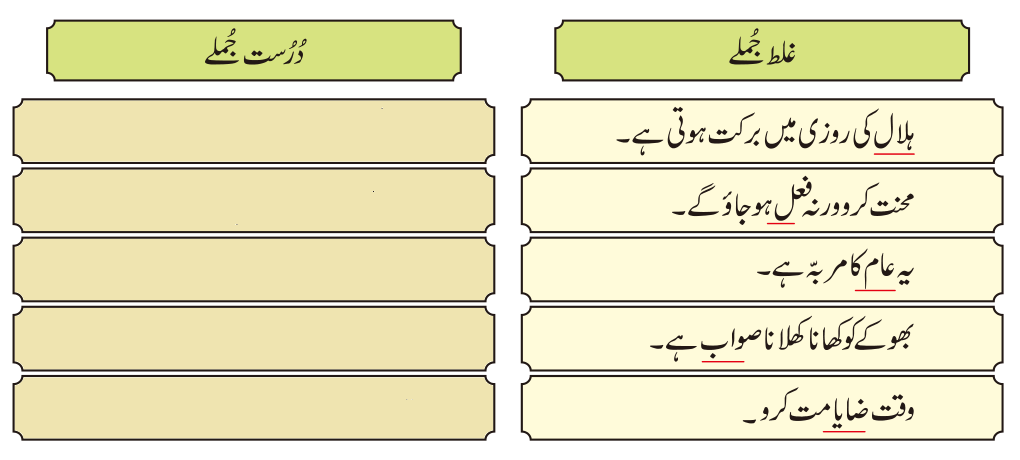 غلط جُملے
دُرُست جُملے
ہلال کی روزی میں برکت ہوتی ہے۔
محنت کرو ورنہ فعل ہو جاؤ گے۔
یہ عام کا مربہّ ہے۔
بھوکے کو کھانا کھلانا صواب ہے۔
وقت ضایا مت کرو ۔